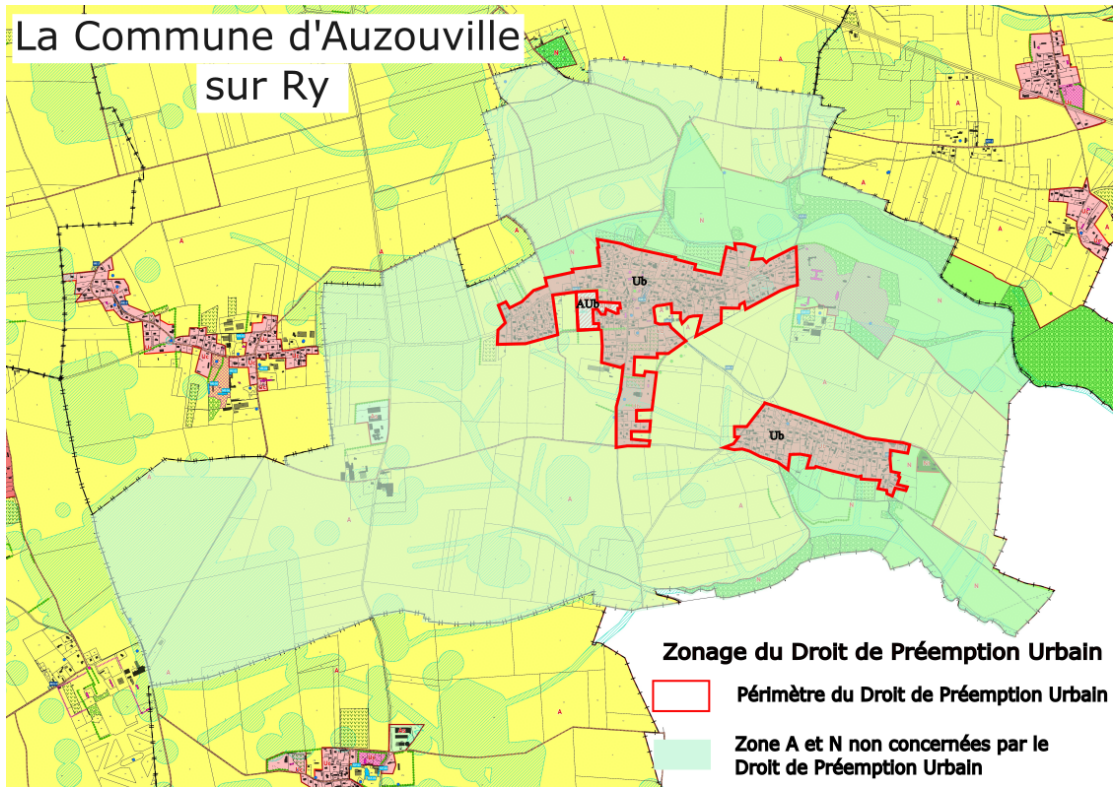 La Commune d'Auzouville
sur Ry
Ub
AUb
Ub
Zonage du Droit de Préemption Urbain
Périmètre du Droit de Préemption Urbain
Zone A et N non concernées par le
Droit de Préemption Urbain